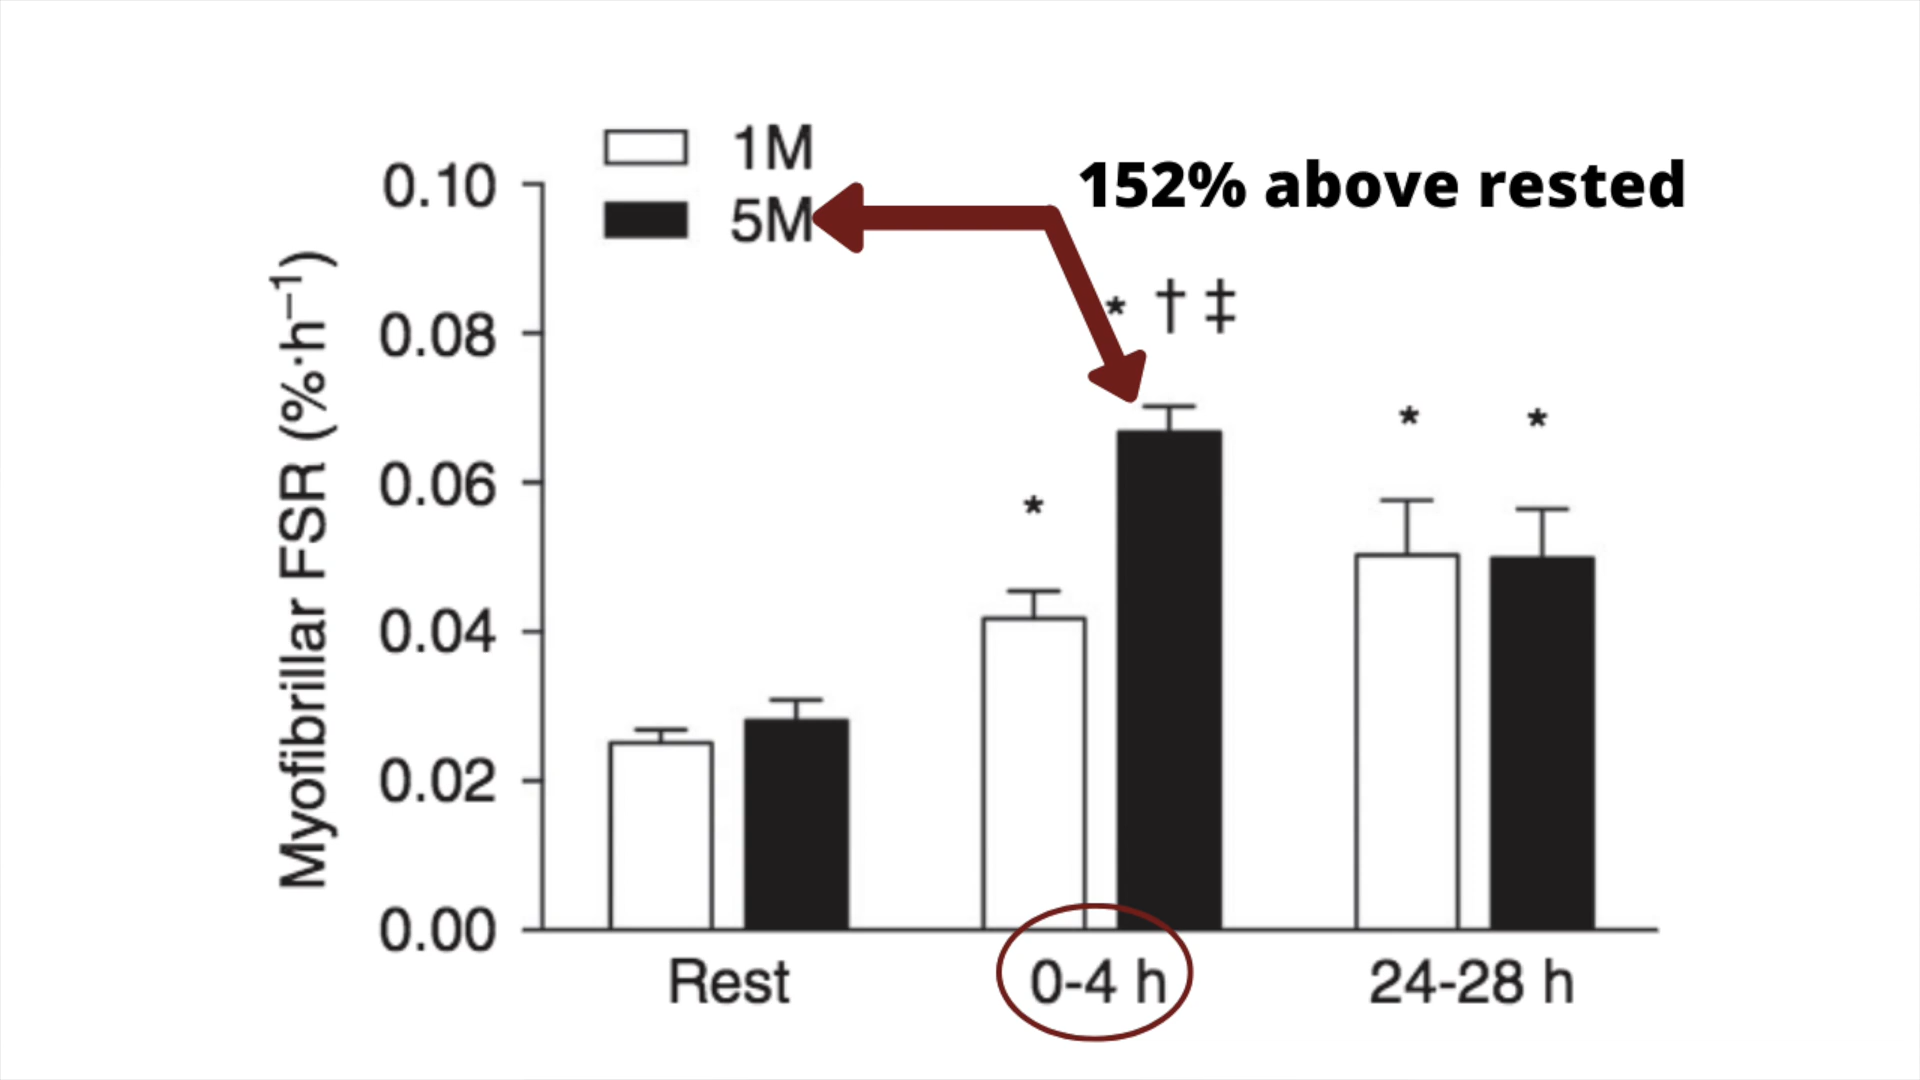 1M
5M
152% above rested
0.10
0.08
0.06
0.04
0.02
0.00
Myofibrillar FSR (%·h⁻¹)
* † ‡
*
*
*
Rest
0-4 h
24-28 h